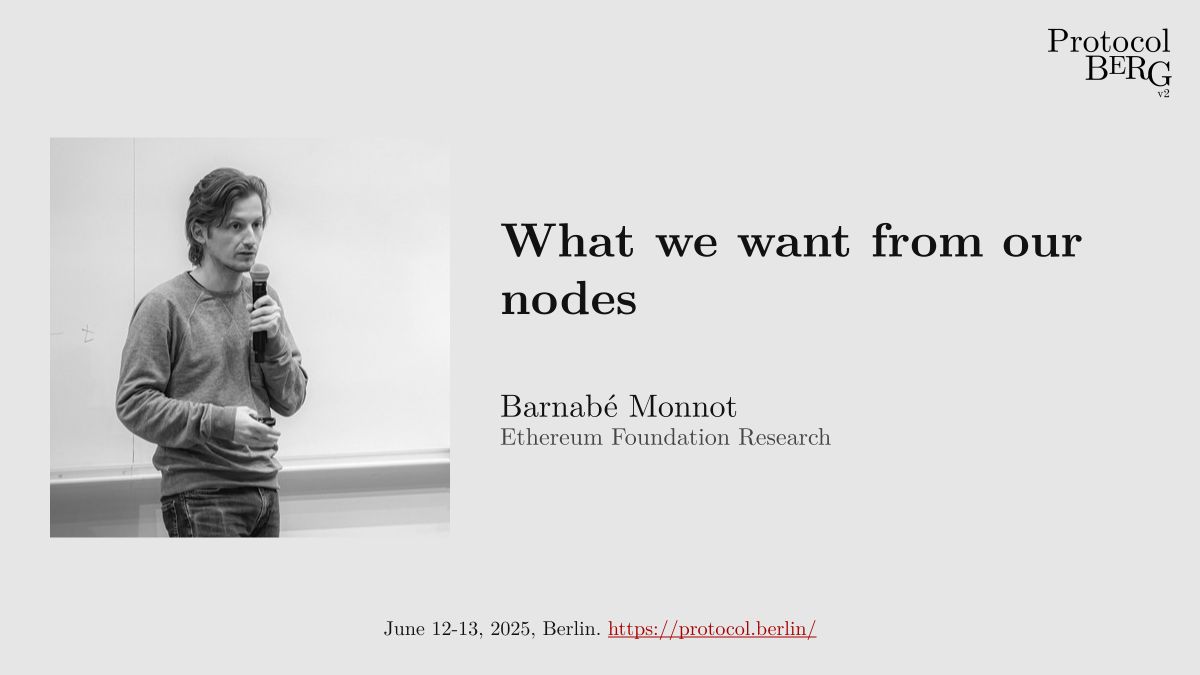 Protocol
BERG
v2
What we want from our
nodes
Barnabé Monnot
Ethereum Foundation Research
June 12-13, 2025, Berlin. https://protocol.berlin/